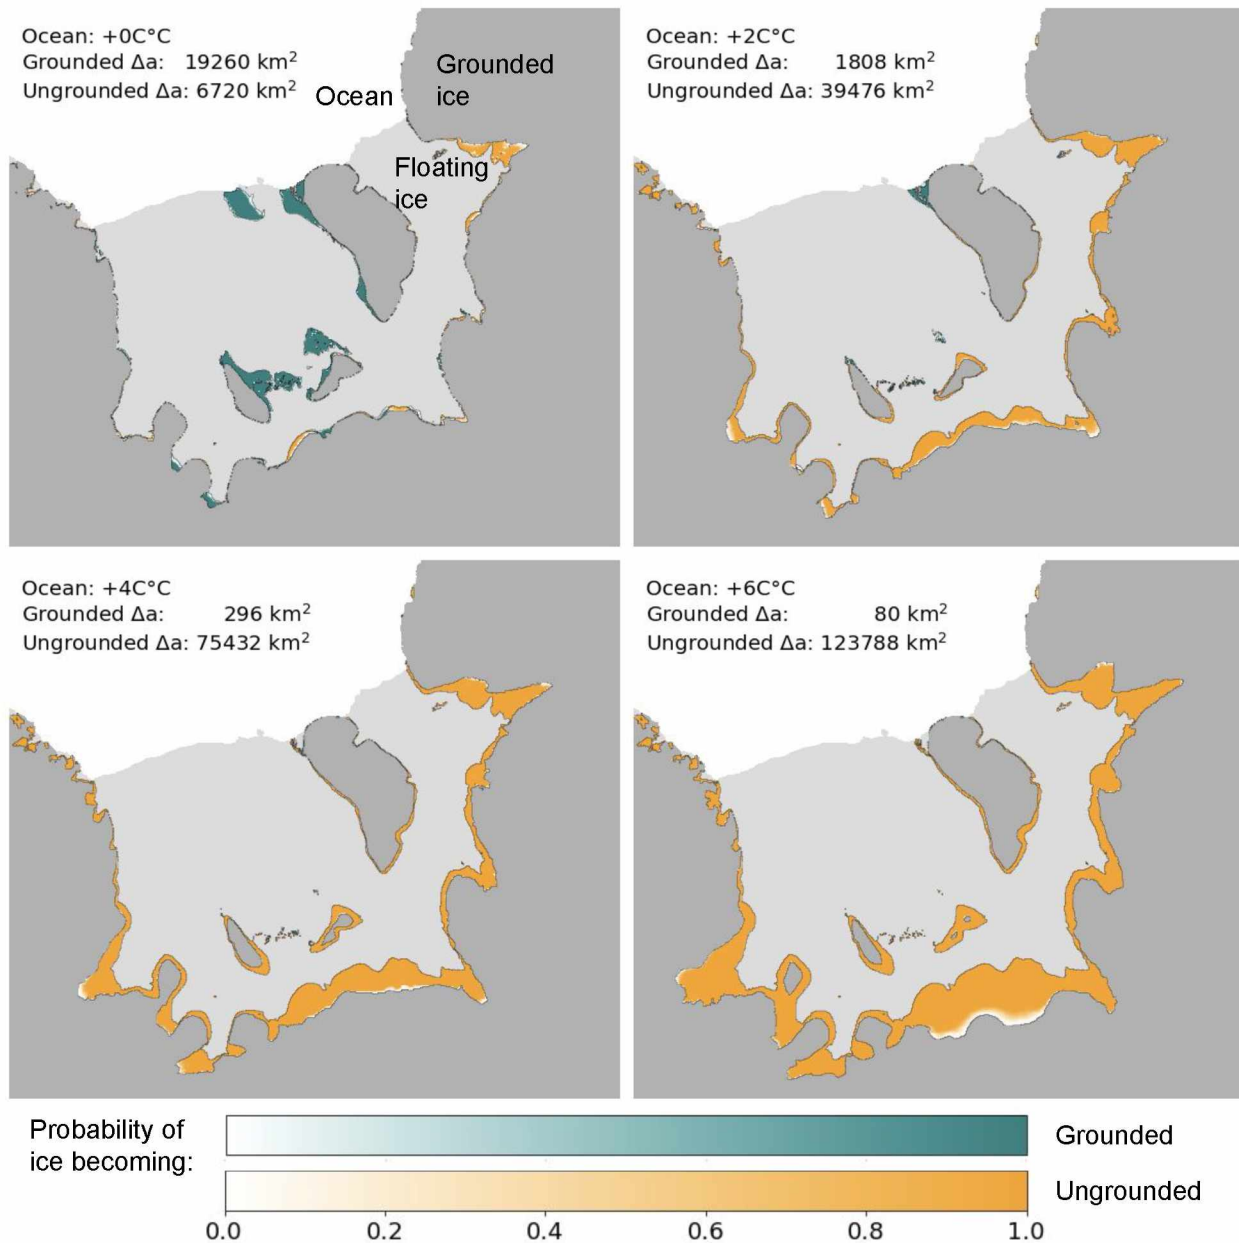 Ocean: +0C°C
Grounded Δa: 19260 km²
Ungrounded Δa: 6720 km²
Ocean
Grounded
ice
Floating
ice
Ocean: +2C°C
Grounded Δa: 1808 km²
Ungrounded Δa: 39476 km²
Ocean: +4C°C
Grounded Δa: 296 km²
Ungrounded Δa: 75432 km²
Ocean: +6C°C
Grounded Δa: 80 km²
Ungrounded Δa: 123788 km²
Probability of
ice becoming:
Grounded
Ungrounded
0.0 0.2 0.4 0.6 0.8 1.0